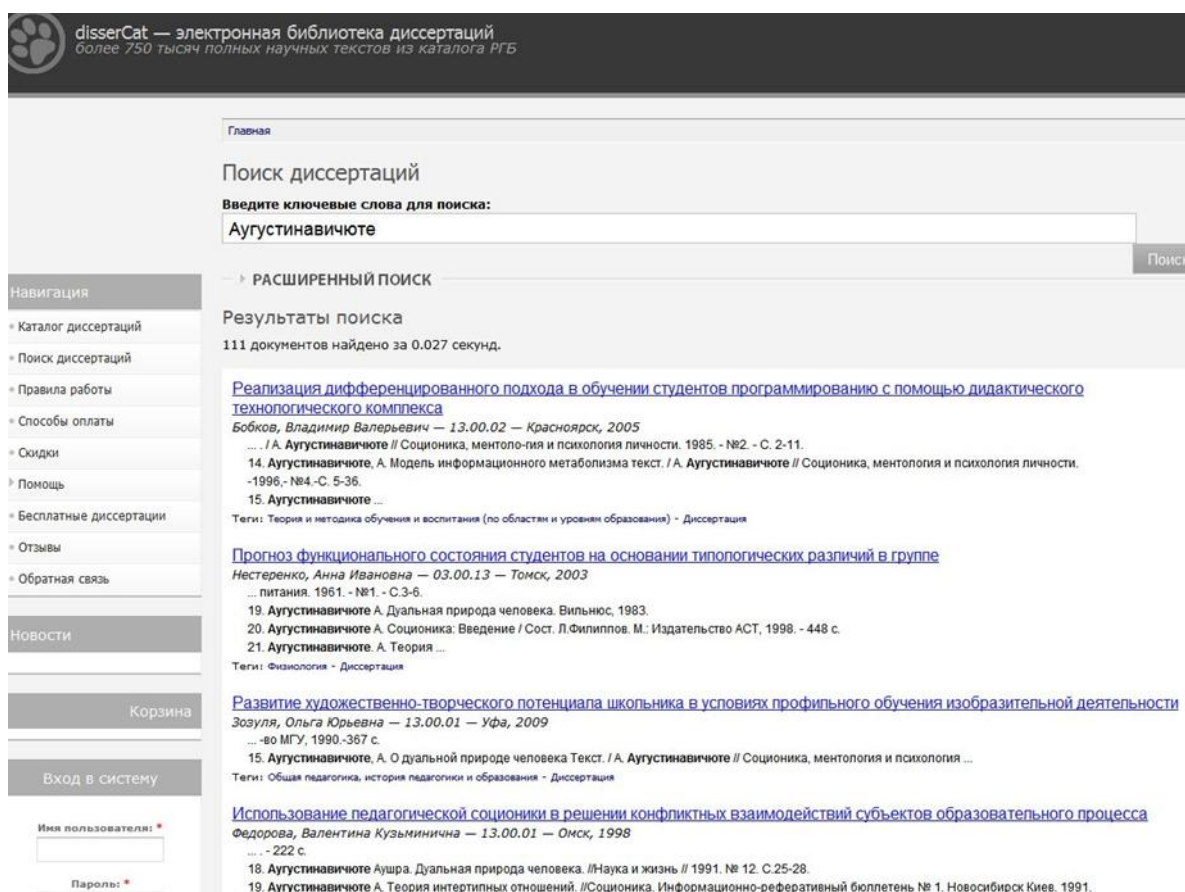 disserCat — электронная библиотека диссертаций
более 750 тысяч полных научных текстов из каталога РГБ
Главная
Поиск диссертаций
Введите ключевые слова для поиска:
Аугустинавичюте
Поиск
РАСШИРЕННЫЙ ПОИСК
Результаты поиска
111 документов найдено за 0.027 секунд.
Навигация
Каталог диссертаций
Поиск диссертаций
Правила работы
Способы оплаты
Скидки
Помощь
Бесплатные диссертации
Отзывы
Обратная связь
Новости
Корзина
Вход в систему
Имя пользователя: *
Пароль: *
Реализация дифференцированного подхода в обучении студентов программированию с помощью дидактического
технологического комплекса
Бобков, Владимир Валерьевич — 13.00.02 — Красноярск, 2005
... . / А. Аугустинавичюте // Соционика, ментоло-гия и психология личности. 1985. - №2. - С. 2-11.
14. Аугустинавичюте, А. Модель информационного метаболизма текст. / А. Аугустинавичюте // Соционика, ментология и психология личности.
-1996,- №4.-С. 5-36.
15. Аугустинавичюте ...
Теги: Теория и методика обучения и воспитания (по областям и уровням образования) - Диссертация
Прогноз функционального состояния студентов на основании типологических различий в группе
Нестеренко, Анна Ивановна — 03.00.13 — Томск, 2003
... питания. 1961. - №1. - С.3-6.
19. Аугустинавичюте А. Дуальная природа человека. Вильнюс, 1983.
20. Аугустинавичюте А. Соционика: Введение / Сост. Л.Филиппов. М.: Издательство АСТ, 1998. - 448 с.
21. Аугустинавичюте. А. Теория ...
Теги: Физиология - Диссертация
Развитие художественно-творческого потенциала школьника в условиях профильного обучения изобразительной деятельности
Зозуля, Ольга Юрьевна — 13.00.01 — Уфа, 2009
... -во МГУ, 1990.-367 с.
15. Аугустинавичюте, А. О дуальной природе человека Текст. / А. Аугустинавичюте // Соционика, ментология и психология ...
Теги: Общая педагогика, история педагогики и образования - Диссертация
Использование педагогической соционики в решении конфликтных взаимодействий субъектов образовательного процесса
Федорова, Валентина Кузьминична — 13.00.01 — Омск, 1998
... . - 222 с.
18. Аугустинавичюте Аушра. Дуальная природа человека. //Наука и жизнь // 1991. № 12. С.25-28.
19. Аугустинавичюте А. Теория интертипных отношений. //Соционика. Информационно-реферативный бюллетень № 1. Новосибирск Киев. 1991.